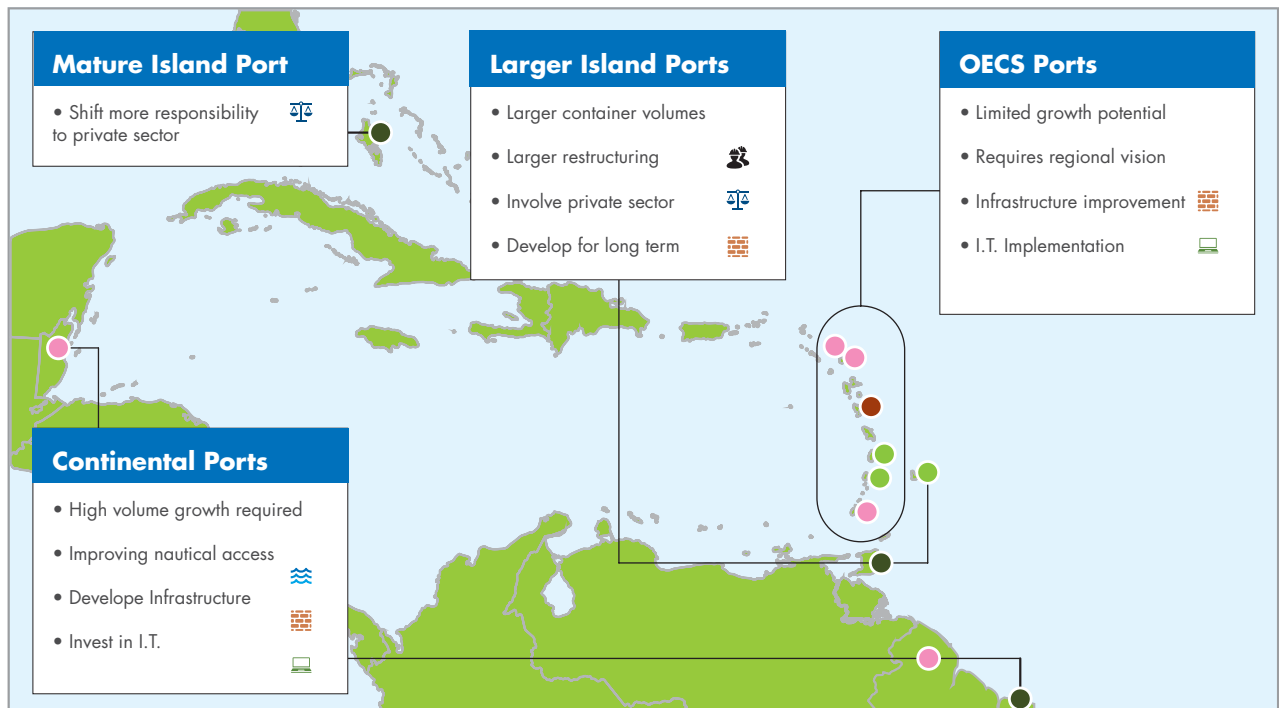 Mature Island Port
• Shift more responsibility
to private sector
Larger Island Ports
• Larger container volumes
• Larger restructuring
• Involve private sector
• Develop for long term
OECS Ports
• Limited growth potential
• Requires regional vision
• Infrastructure improvement
• I.T. Implementation
Continental Ports
• High volume growth required
• Improving nautical access
• Develope Infrastructure
• Invest in I.T.